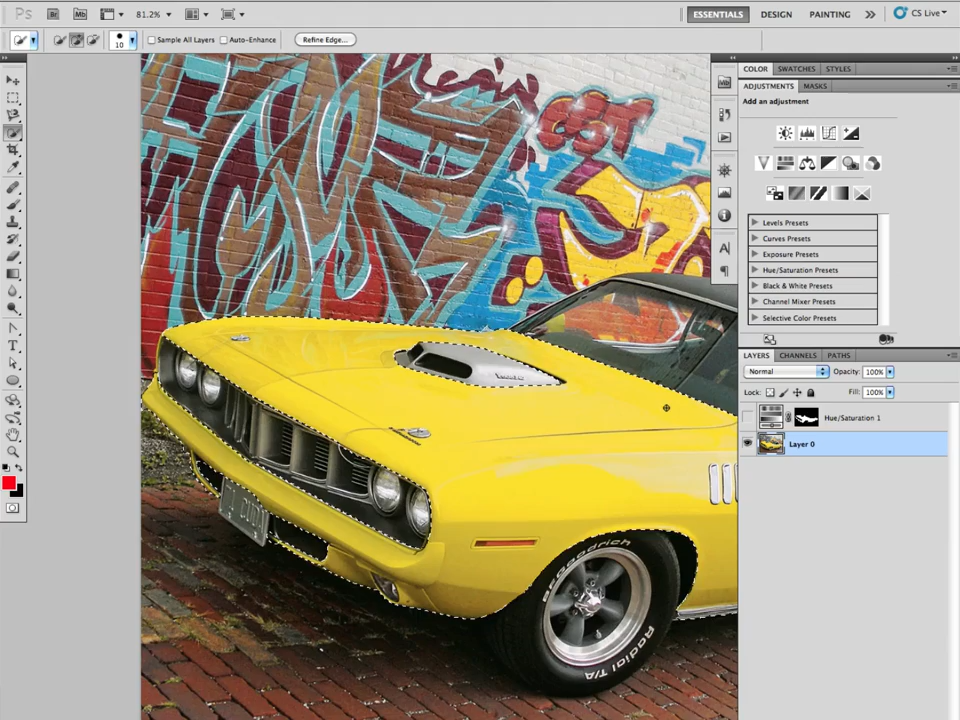 Ps Br Mb 81.2% ESSENTIALS DESIGN PAINTING CS Live
10 Sample All Layers Auto-Enhance Refine Edge...
COLOR SWATCHES STYLES
ADJUSTMENTS MASKS
Add an adjustment
Levels Presets
Curves Presets
Exposure Presets
Hue/Saturation Presets
Black & White Presets
Channel Mixer Presets
Selective Color Presets
LAYERS CHANNELS PATHS
Normal Opacity: 100%
Lock: Fill: 100%
Hue/Saturation 1
Layer 0
BFGoodrich
Radial T/A